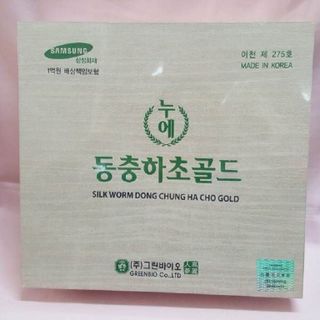 SAMSUNG
삼성화재
1억원 배상책임보험
이천 제 275호
MADE IN KOREA
누에
동충하초골드
SILK WORM DONG CHUNG HA CHO GOLD
(주)그린바이오
GREENBIO Co.,LTD